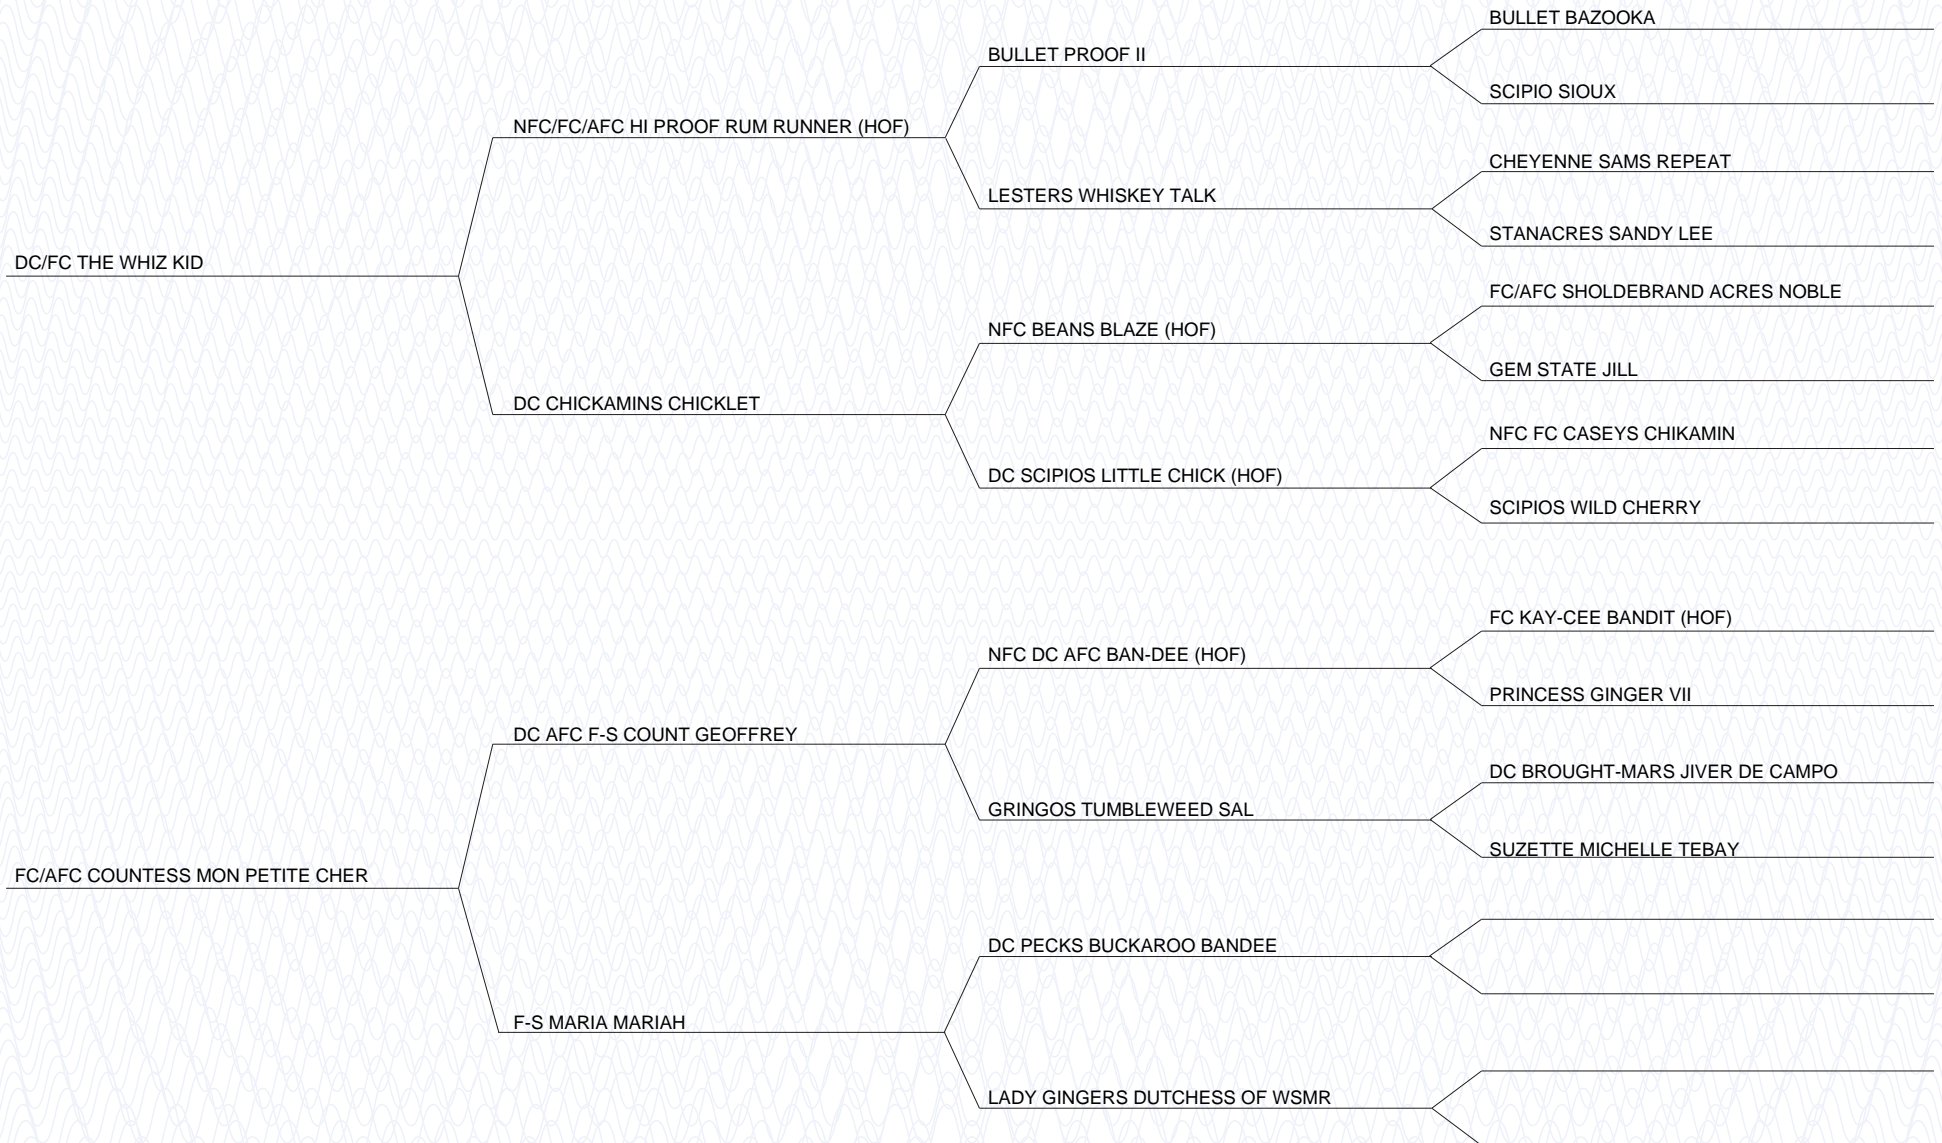 BULLET BAZOOKA
BULLET PROOF II
SCIPIO SIOUX
NFC/FC/AFC HI PROOF RUM RUNNER (HOF)
CHEYENNE SAMS REPEAT
LESTERS WHISKEY TALK
STANACRES SANDY LEE
DC/FC THE WHIZ KID
FC/AFC SHOLDEBRAND ACRES NOBLE
NFC BEANS BLAZE (HOF)
GEM STATE JILL
DC CHICKAMINS CHICKLET
NFC FC CASEYS CHIKAMIN
DC SCIPIOS LITTLE CHICK (HOF)
SCIPIOS WILD CHERRY
FC KAY-CEE BANDIT (HOF)
NFC DC AFC BAN-DEE (HOF)
PRINCESS GINGER VII
DC AFC F-S COUNT GEOFFREY
DC BROUGHT-MARS JIVER DE CAMPO
GRINGOS TUMBLEWEED SAL
SUZETTE MICHELLE TEBAY
FC/AFC COUNTESS MON PETITE CHER
DC PECKS BUCKAROO BANDEE
F-S MARIA MARIAH
LADY GINGERS DUTCHESS OF WSMR